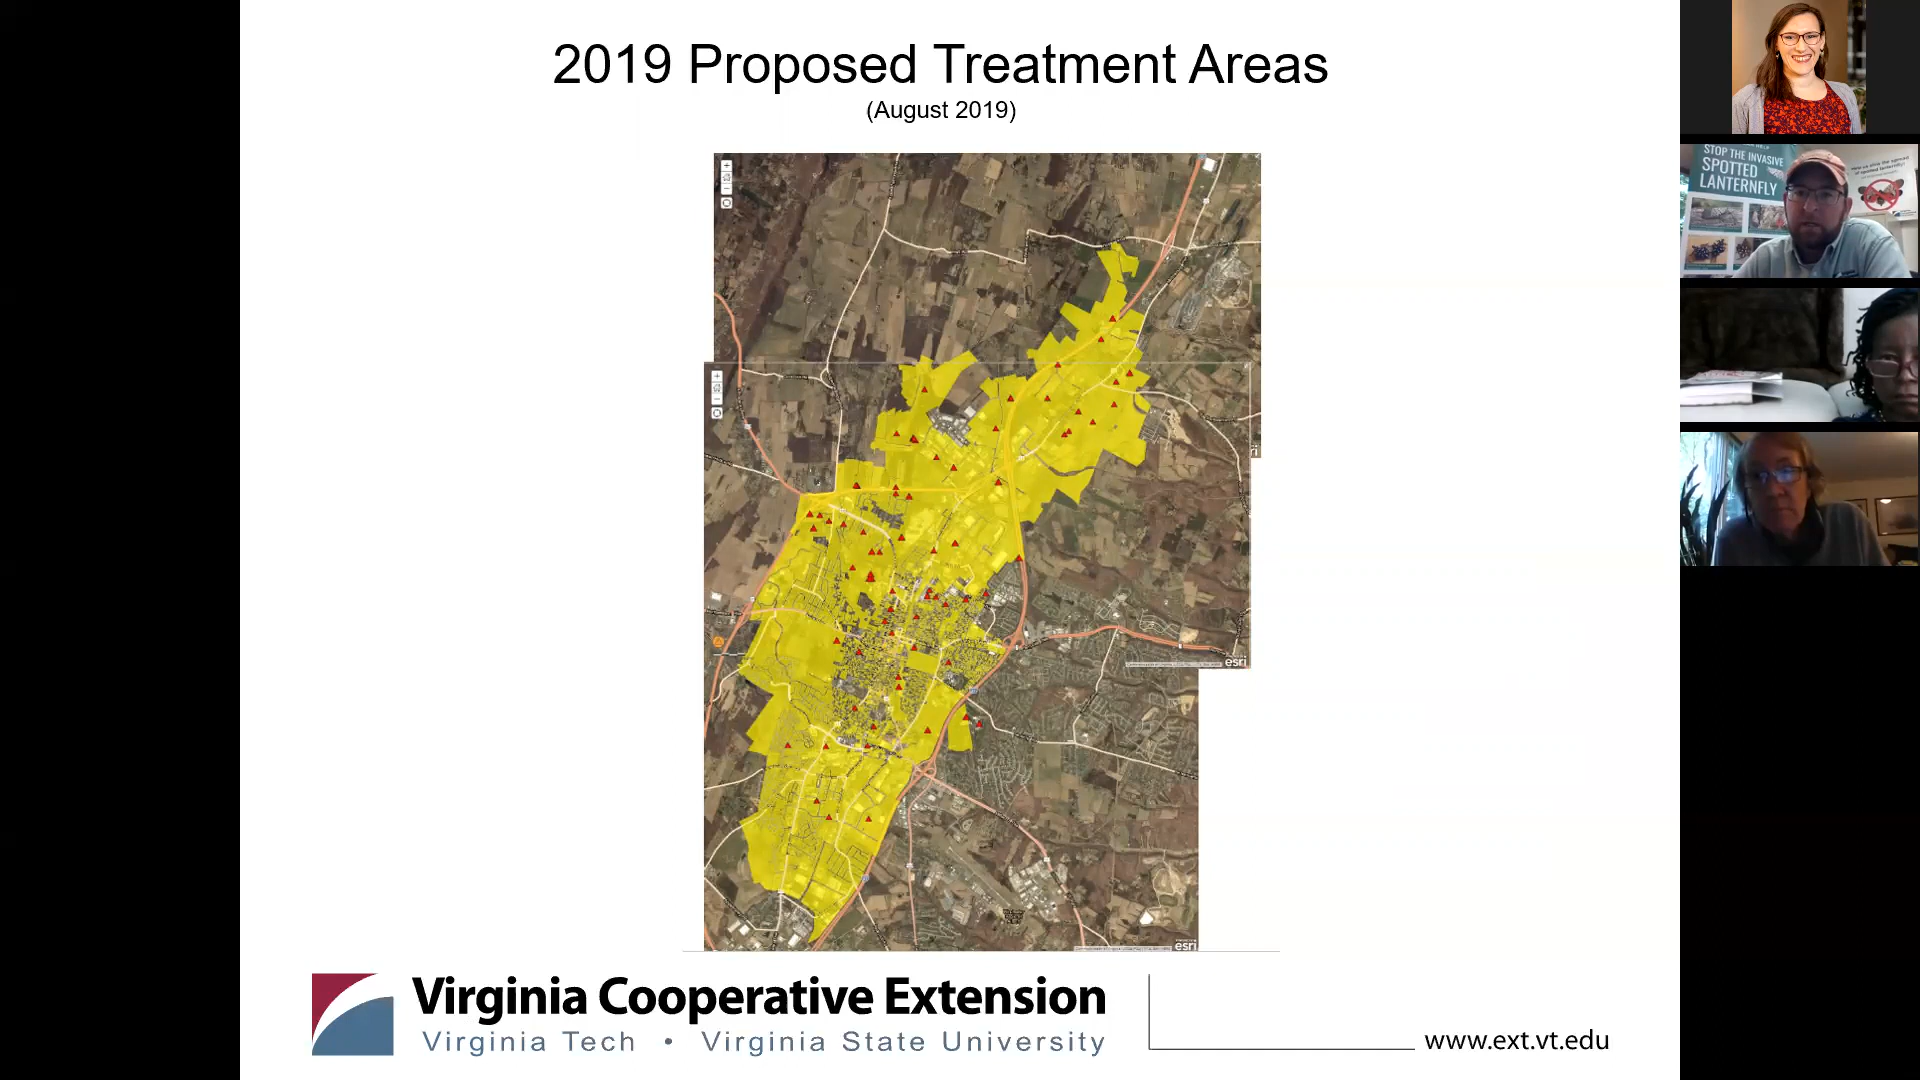 2019 Proposed Treatment Areas
(August 2019)
esri
esri
Virginia Cooperative Extension
Virginia Tech • Virginia State University
www.ext.vt.edu
STOP THE INVASIVE
SPOTTED
LANTERNFLY